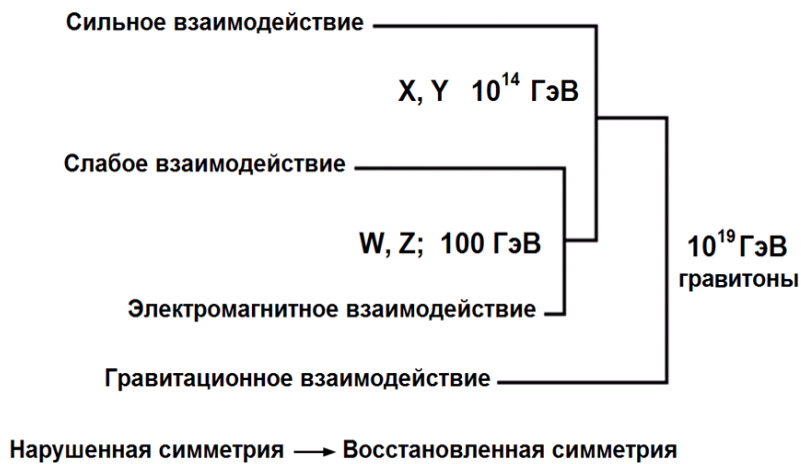 Сильное взаимодействие
X, Y 10¹⁴ ГэВ
Слабое взаимодействие
W, Z; 100 ГэВ
10¹⁹ ГэВ
гравитоны
Электромагнитное взаимодействие
Гравитационное взаимодействие
Нарушенная симметрия → Восстановленная симметрия